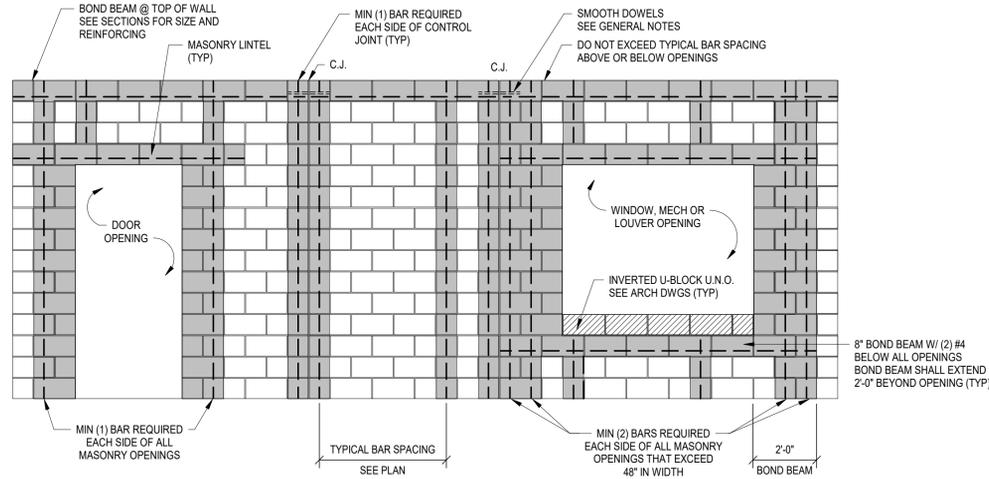 BOND BEAM @ TOP OF WALL
SEE SECTIONS FOR SIZE AND
REINFORCING
MASONRY LINTEL
(TYP)
MIN (1) BAR REQUIRED
EACH SIDE OF CONTROL
JOINT (TYP)
C.J.
C.J.
SMOOTH DOWELS
SEE GENERAL NOTES
DO NOT EXCEED TYPICAL BAR SPACING
ABOVE OR BELOW OPENINGS
DOOR
OPENING
WINDOW, MECH OR
LOUVER OPENING
INVERTED U-BLOCK U.N.O.
SEE ARCH DWGS (TYP)
8" BOND BEAM W/ (2) #4
BELOW ALL OPENINGS
BOND BEAM SHALL EXTEND
2'-0" BEYOND OPENING (TYP)
MIN (1) BAR REQUIRED
EACH SIDE OF ALL
MASONRY OPENINGS
TYPICAL BAR SPACING
SEE PLAN
MIN (2) BARS REQUIRED
EACH SIDE OF ALL MASONRY
OPENINGS THAT EXCEED
48" IN WIDTH
2'-0"
BOND BEAM